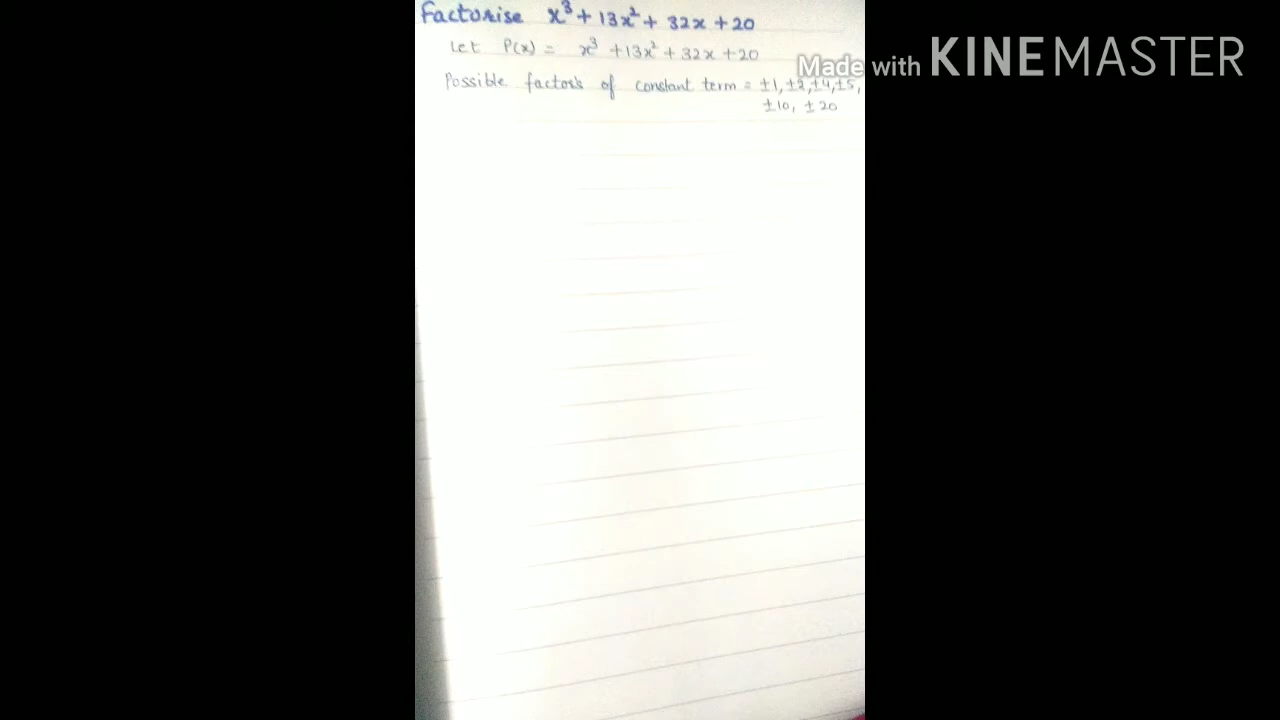 Factorise x³ + 13x² + 32x + 20
Let P(x) = x³ + 13x² + 32x + 20
Made with KINEMASTER
Possible factors of constant term = ±1, ±2, ±4, ±5,
±10, ±20